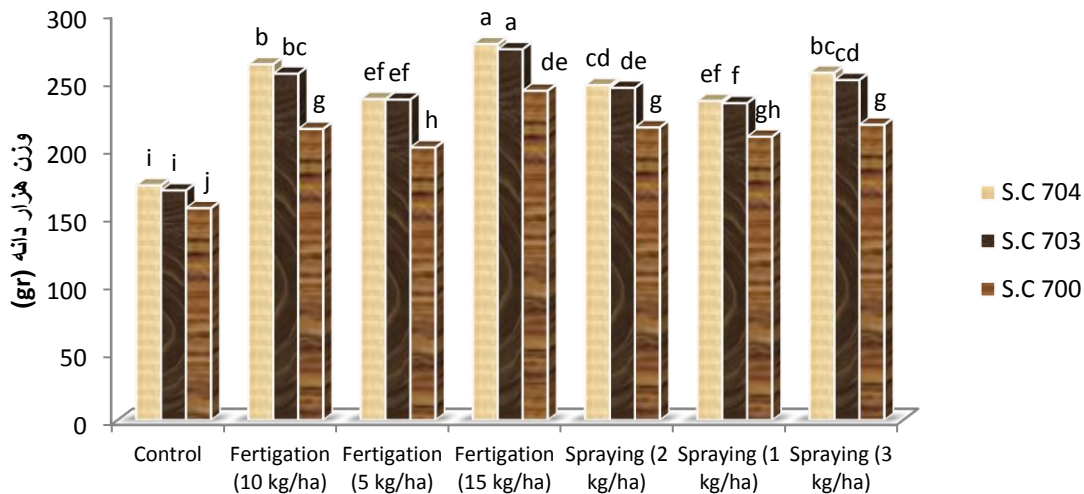 وزن هزار دانه (gr)
300
250
200
150
100
50
0
i i j
b bc g
ef ef h
a a de
cd de g
ef f gh
bc cd g
Control
Fertigation (10 kg/ha)
Fertigation (5 kg/ha)
Fertigation (15 kg/ha)
Spraying (2 kg/ha)
Spraying (1 kg/ha)
Spraying (3 kg/ha)
S.C 704
S.C 703
S.C 700